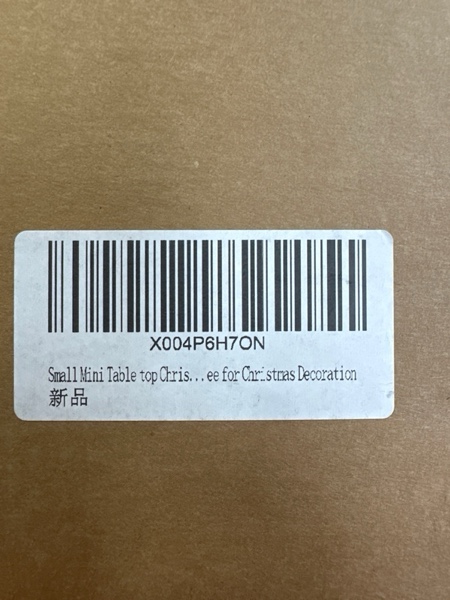 X004P6H7ON
Small Mini Table top Chris...ee for Christmas Decoration
新品